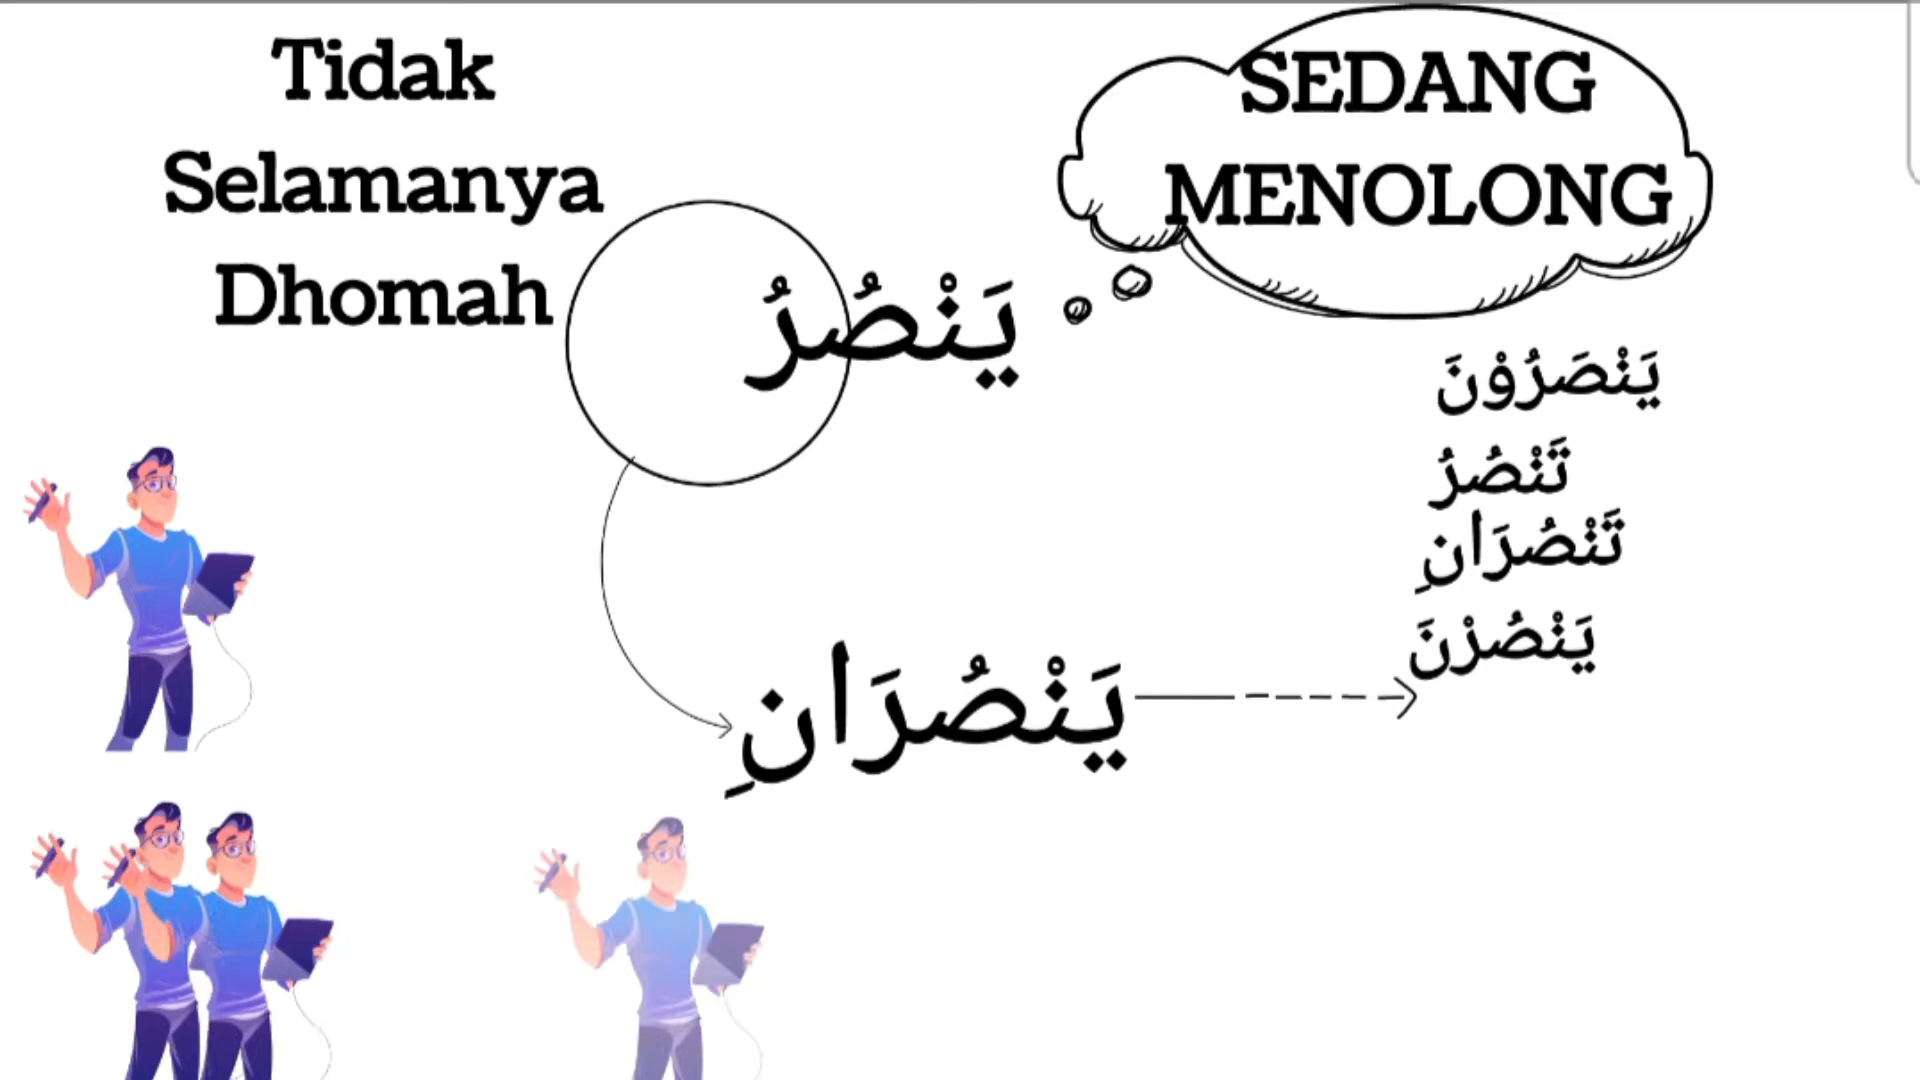 Tidak
Selamanya
Dhomah
SEDANG
MENOLONG
يَنْصُرُ
يَنْصَرُوْنَ
تَنْصُرُ
تَنْصُرَانِ
يَنْصُرْنَ
يَنْصُرَانِ